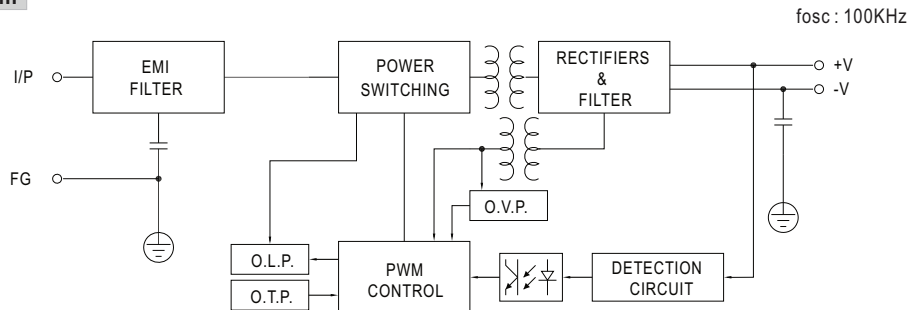 fosc : 100KHz
I/P
EMI
FILTER
POWER
SWITCHING
RECTIFIERS
&
FILTER
+V
-V
FG
O.V.P.
O.L.P.
O.T.P.
PWM
CONTROL
DETECTION
CIRCUIT